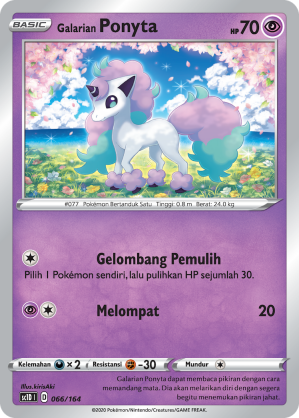 BASIC
Galarian Ponyta HP 70
#077 Pokémon Bertanduk Satu Tinggi: 0.8 m Berat: 24.0 kg
Gelombang Pemulih
Pilih 1 Pokémon sendiri, lalu pulihkan HP sejumlah 30.
Melompat 20
Kelemahan ×2 Resistansi -30 Mundur
Illus. kirisAki
sc1D I D 066/164
Galarian Ponyta dapat membaca pikiran dengan cara
memandang mata. Dia akan melarikan diri dengan segera
begitu menemukan pikiran jahat.
©2020 Pokémon/Nintendo/Creatures/GAME FREAK.